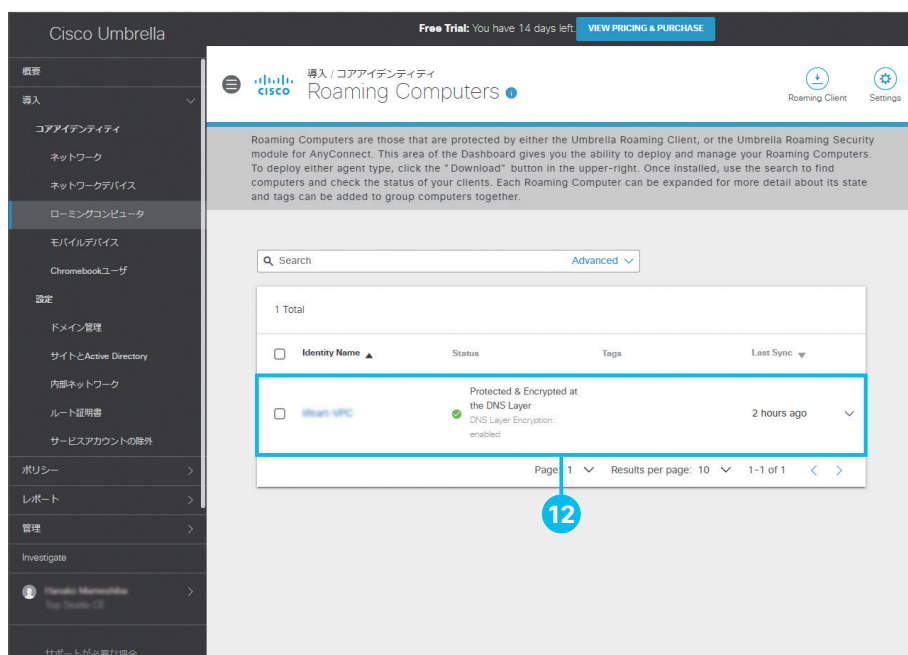 Cisco Umbrella
Free Trial: You have 14 days left.
VIEW PRICING & PURCHASE
概要
導入
コアアイデンティティ
ネットワーク
ネットワークデバイス
ローミングコンピュータ
モバイルデバイス
Chromebookユーザ
設定
ドメイン管理
サイトとActive Directory
内部ネットワーク
ルート証明書
サービスアカウントの除外
ポリシー
レポート
管理
Investigate
サポートが必要な場合
cisco
導入 / コアアイデンティティ
Roaming Computers
Roaming Client
Settings
Roaming Computers are those that are protected by either the Umbrella Roaming Client, or the Umbrella Roaming Security
module for AnyConnect. This area of the Dashboard gives you the ability to deploy and manage your Roaming Computers.
To deploy either agent type, click the "Download" button in the upper-right. Once installed, use the search to find
computers and check the status of your clients. Each Roaming Computer can be expanded for more detail about its state
and tags can be added to group computers together.
Search
Advanced
1 Total
Identity Name Status Tags Last Sync
Protected & Encrypted at
the DNS Layer
DNS Layer Encryption:
enabled
2 hours ago
Page: 1 Results per page: 10 1-1 of 1
12